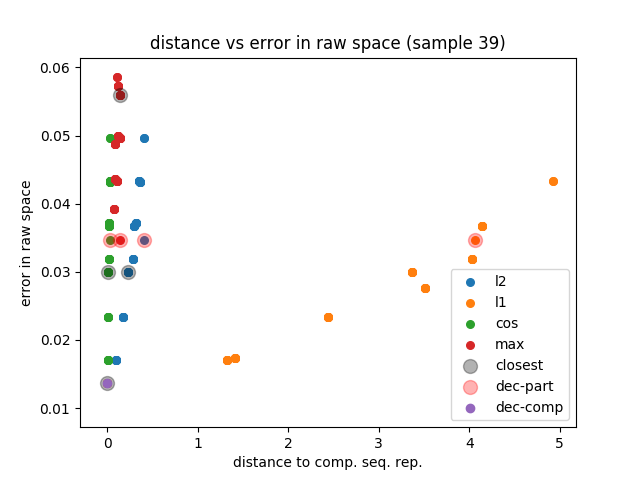 distance vs error in raw space (sample 39)
error in raw space
0.06
0.05
0.04
0.03
0.02
0.01
l2
l1
cos
max
closest
dec-part
dec-comp
0 1 2 3 4 5
distance to comp. seq. rep.